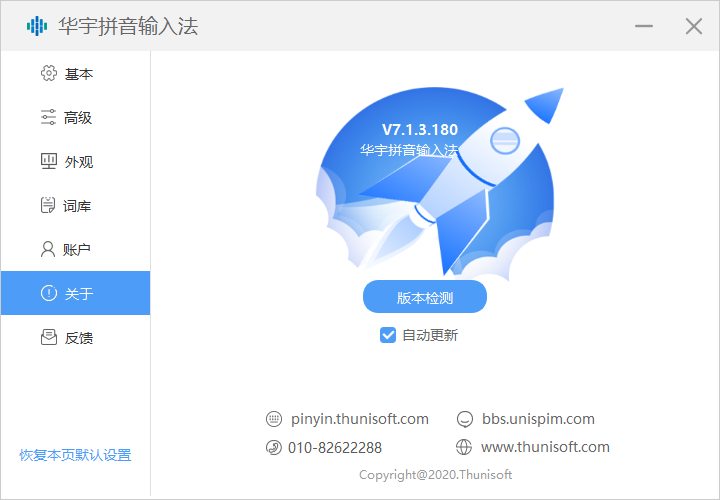 华宇拼音输入法
基本
高级
外观
词库
账户
关于
反馈
恢复本页默认设置
V7.1.3.180
华宇拼音输入法
版本检测
自动更新
pinyin.thunisoft.com
bbs.unispim.com
010-82622288
www.thunisoft.com
Copyright@2020.Thunisoft